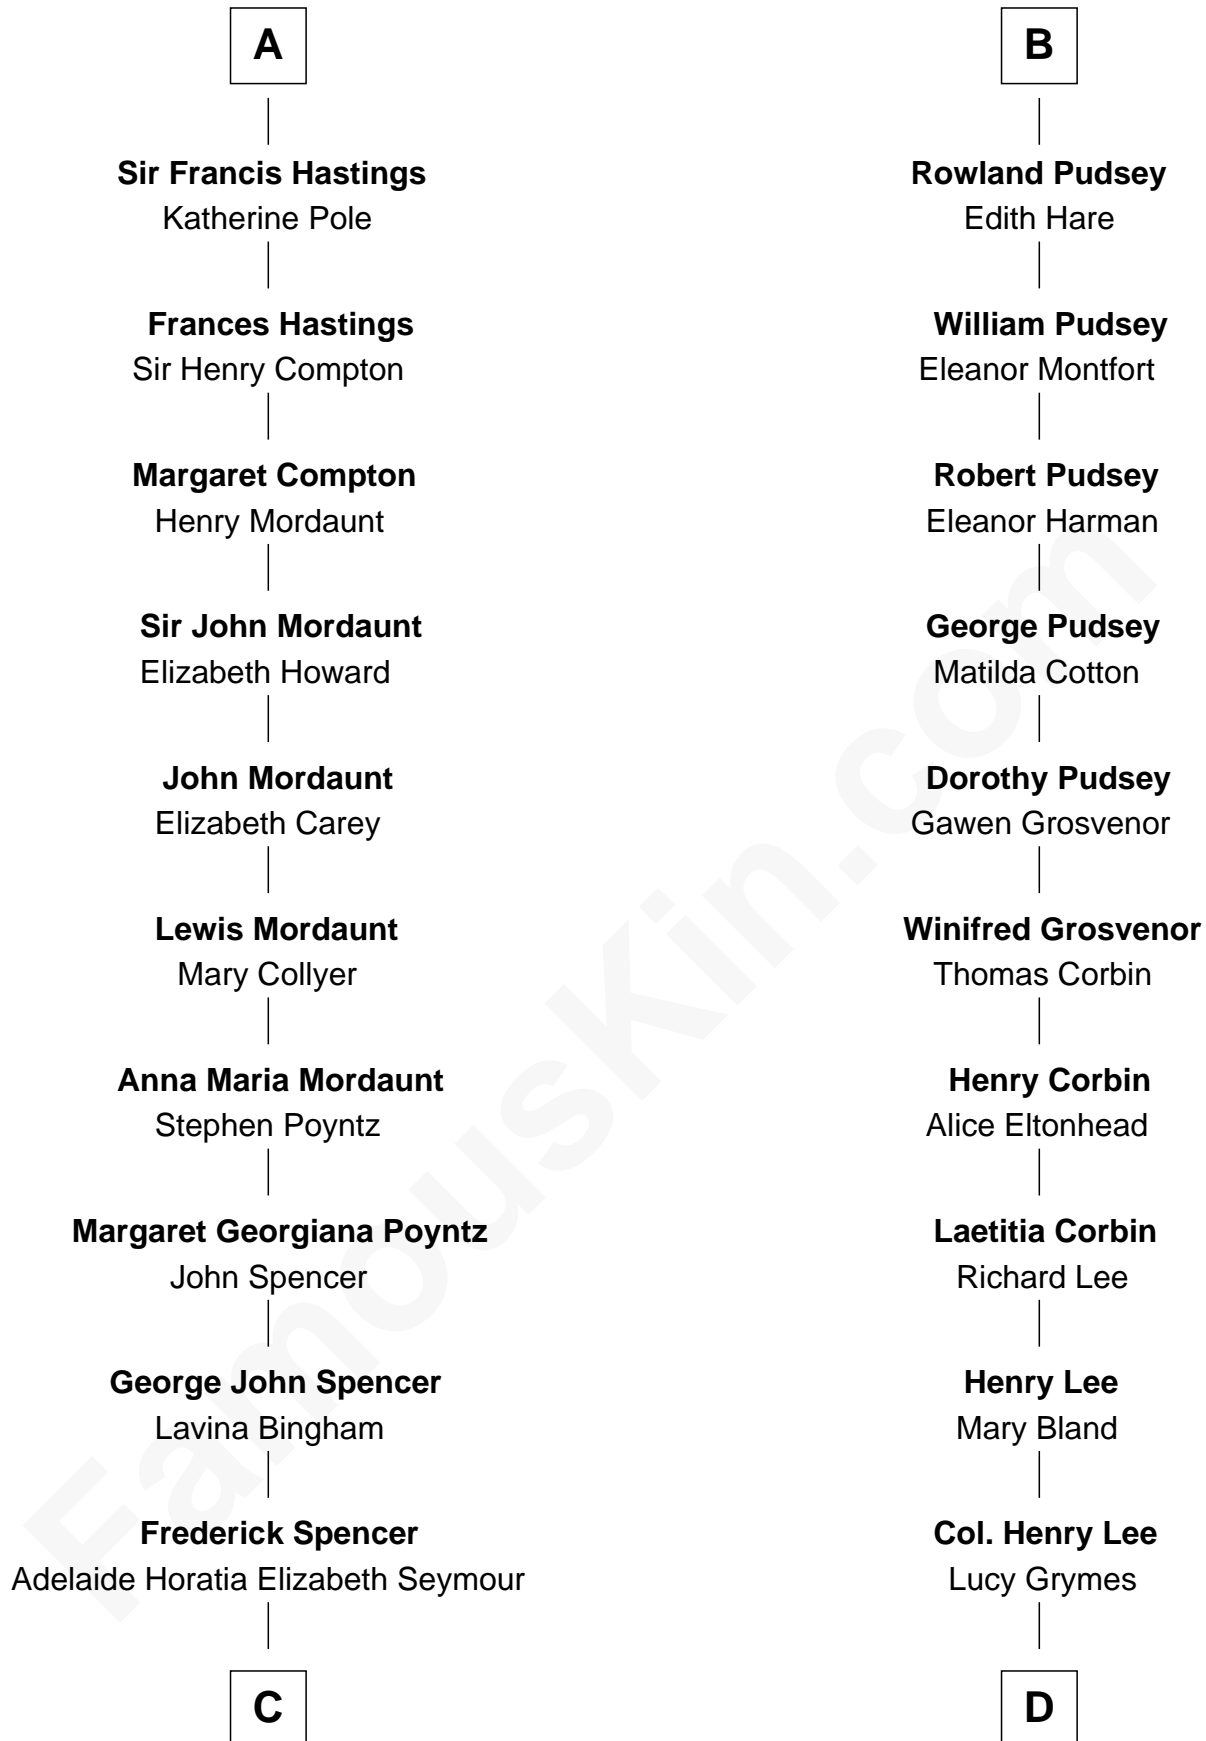 A
Sir Francis Hastings
Katherine Pole
Frances Hastings
Sir Henry Compton
Margaret Compton
Henry Mordaunt
Sir John Mordaunt
Elizabeth Howard
John Mordaunt
Elizabeth Carey
Lewis Mordaunt
Mary Collyer
Anna Maria Mordaunt
Stephen Poyntz
Margaret Georgiana Poyntz
John Spencer
George John Spencer
Lavina Bingham
Frederick Spencer
Adelaide Horatia Elizabeth Seymour
C
B
Rowland Pudsey
Edith Hare
William Pudsey
Eleanor Montfort
Robert Pudsey
Eleanor Harman
George Pudsey
Matilda Cotton
Dorothy Pudsey
Gawen Grosvenor
Winifred Grosvenor
Thomas Corbin
Henry Corbin
Alice Eltonhead
Laetitia Corbin
Richard Lee
Henry Lee
Mary Bland
Col. Henry Lee
Lucy Grymes
D
FamousKin.com